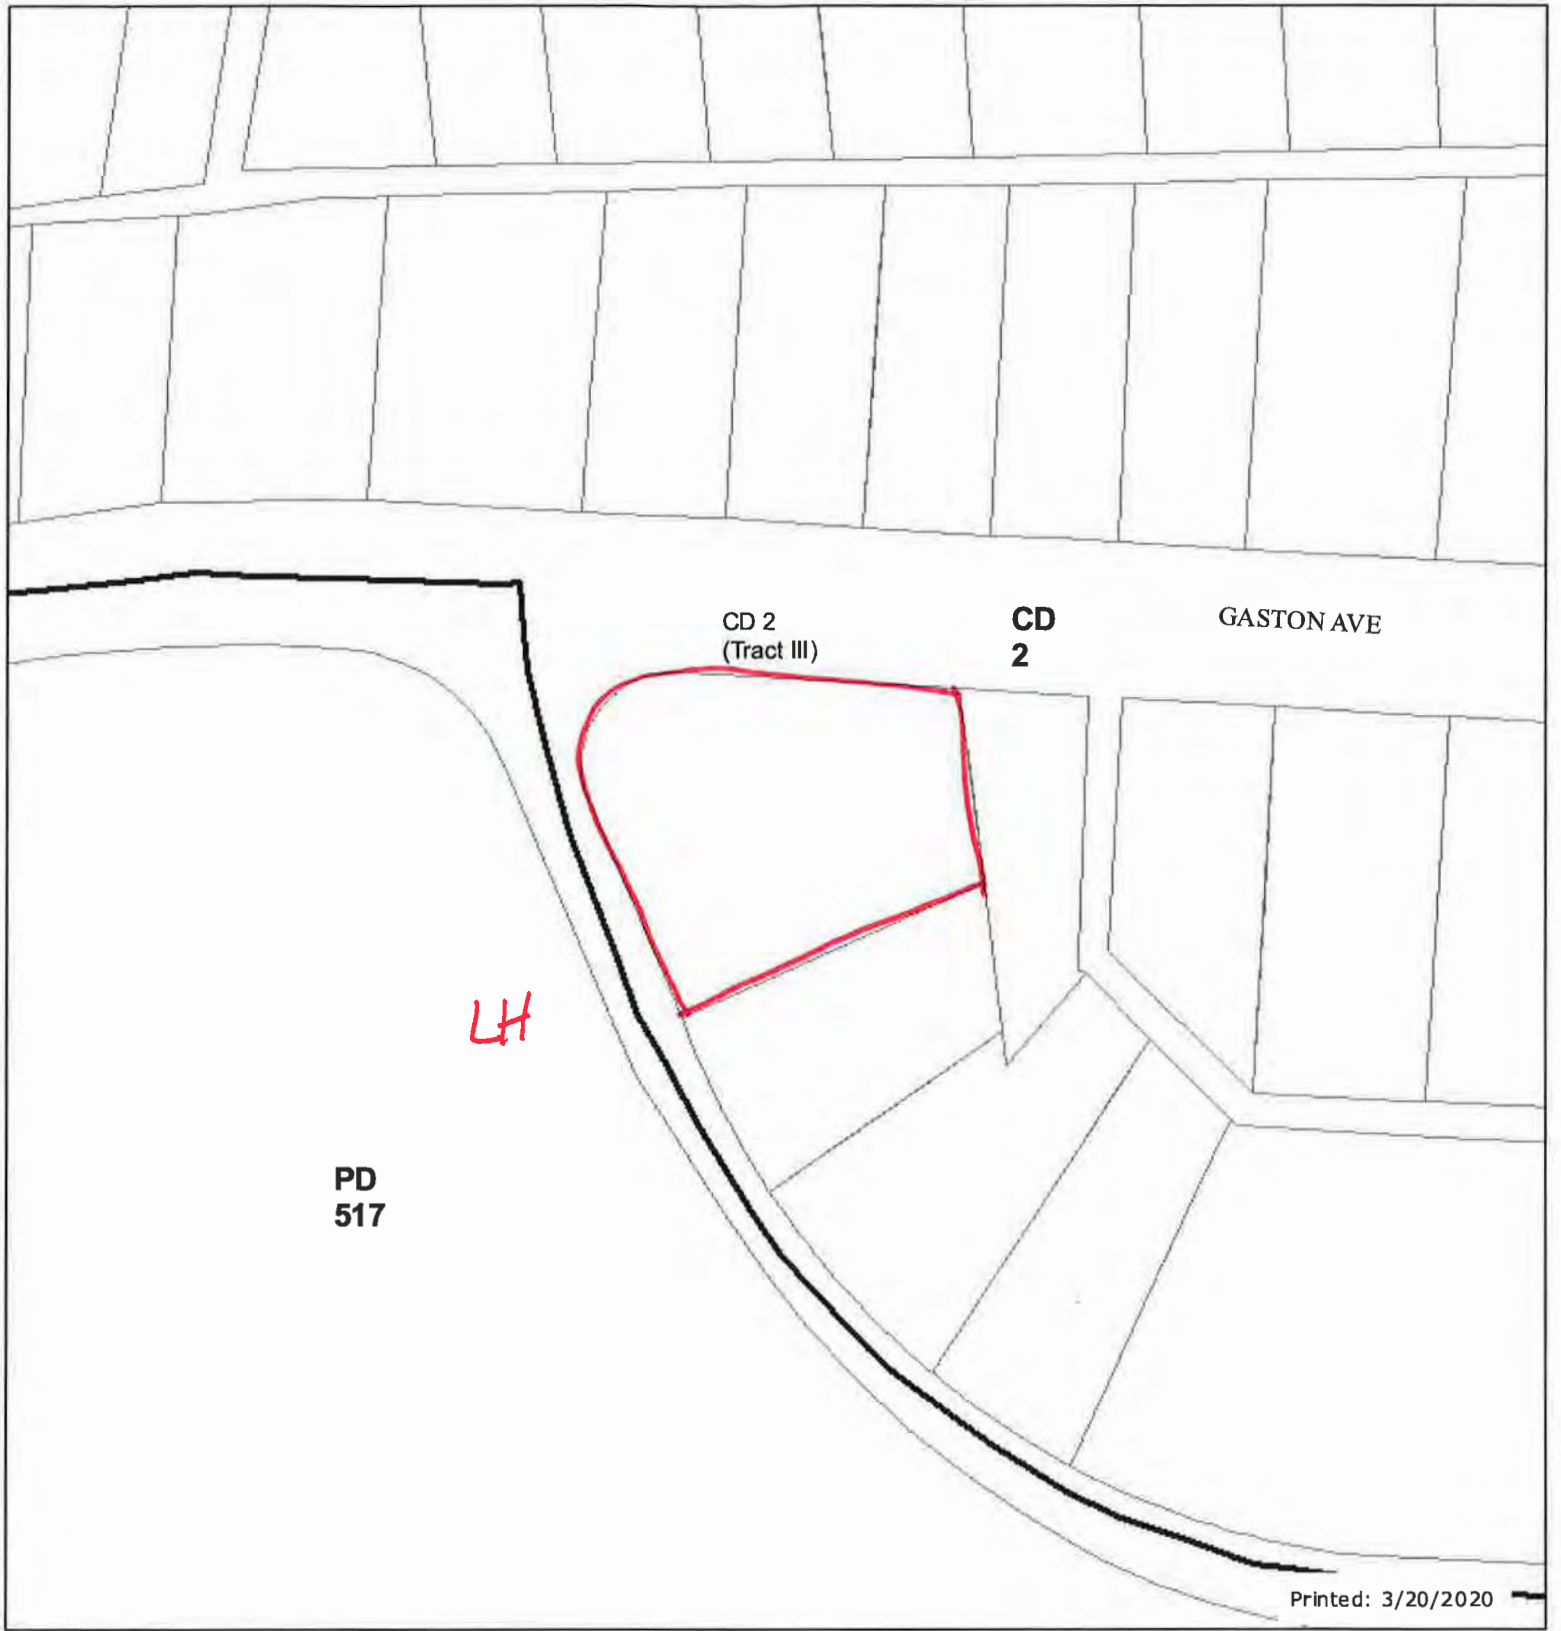 CD 2
(Tract III)
CD
2
GASTON AVE
LH
PD
517
Printed: 3/20/2020